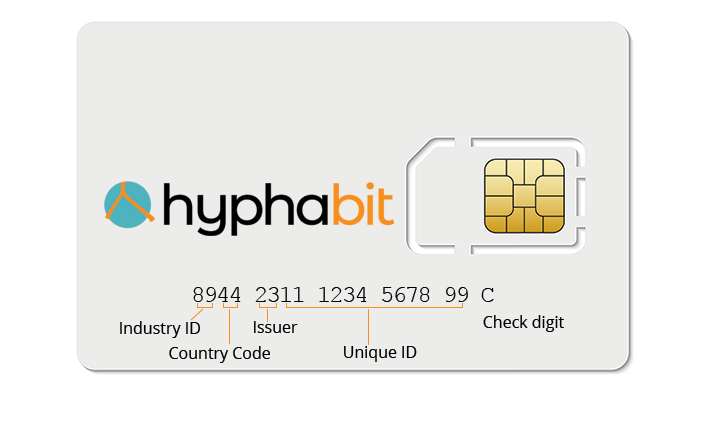 hyphabit
8944 2311 1234 5678 99 C
Industry ID
Country Code
Issuer
Unique ID
Check digit